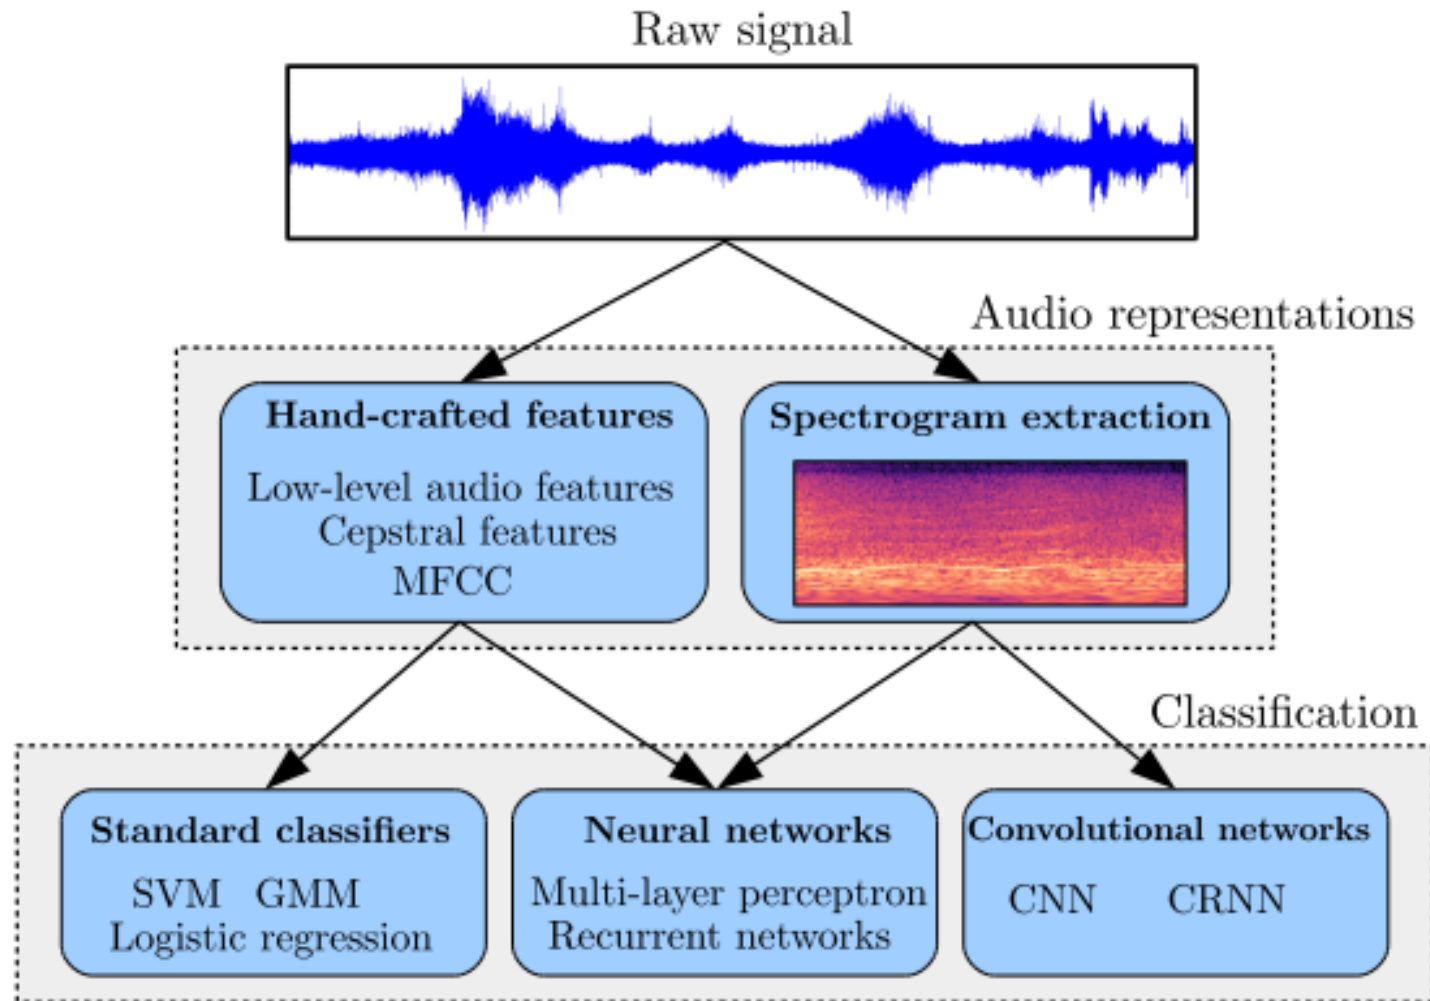 Raw signal
Audio representations
Hand-crafted features
Low-level audio features
Cepstral features
MFCC
Spectrogram extraction
Classification
Standard classifiers
SVM GMM
Logistic regression
Neural networks
Multi-layer perceptron
Recurrent networks
Convolutional networks
CNN CRNN